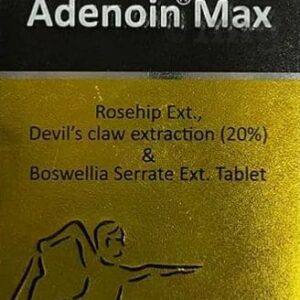 Adenoin® Max
Rosehip Ext.,
Devil's claw extraction (20%)
&
Boswellia Serrate Ext. Tablet